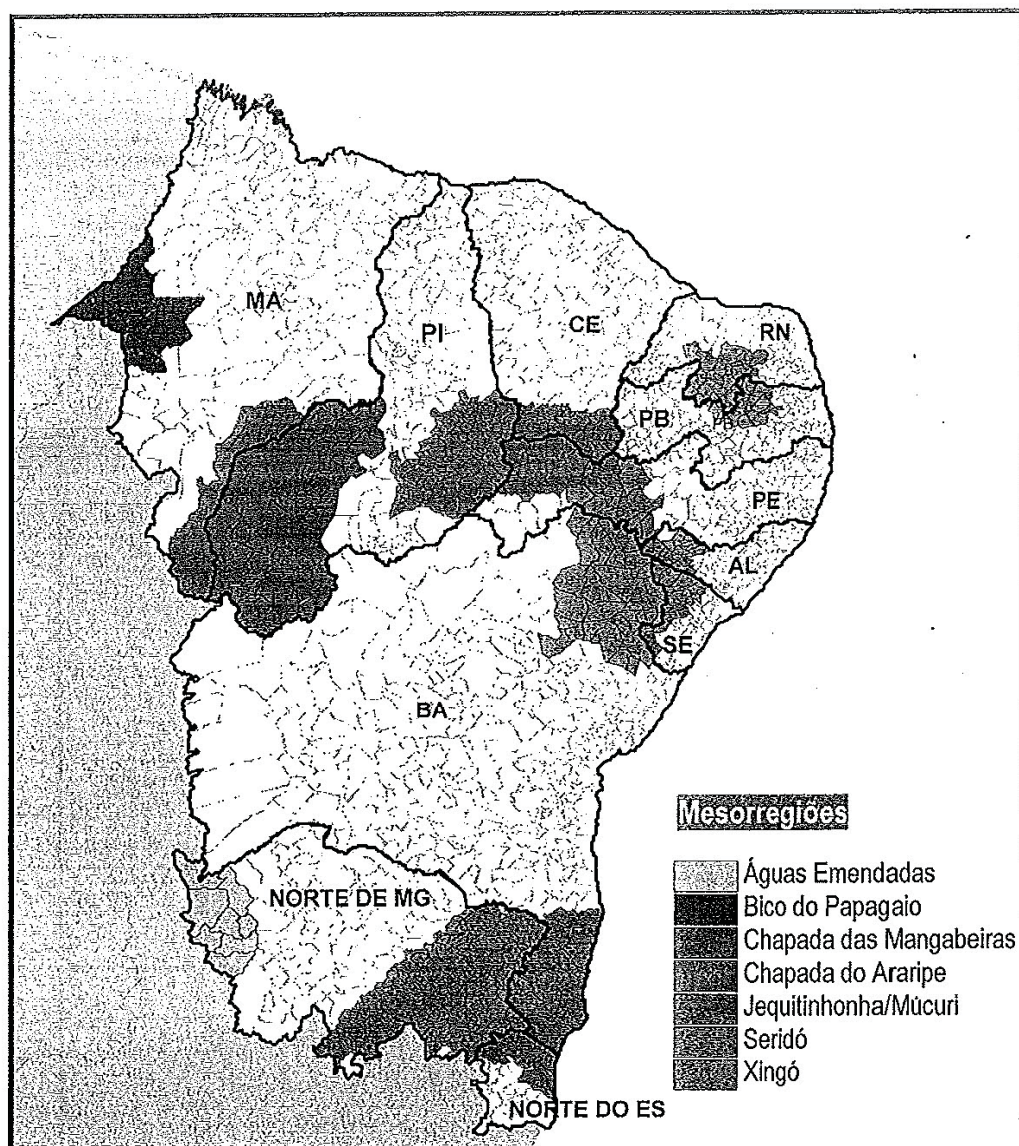 MA
PI
CE
RN
PB
PB
PE
AL
SE
BA
Mesorregiões
Águas Emendadas
Bico do Papagaio
Chapada das Mangabeiras
Chapada do Araripe
Jequitinhonha/Múcuri
Seridó
Xingó
NORTE DE MG
NORTE DO ES